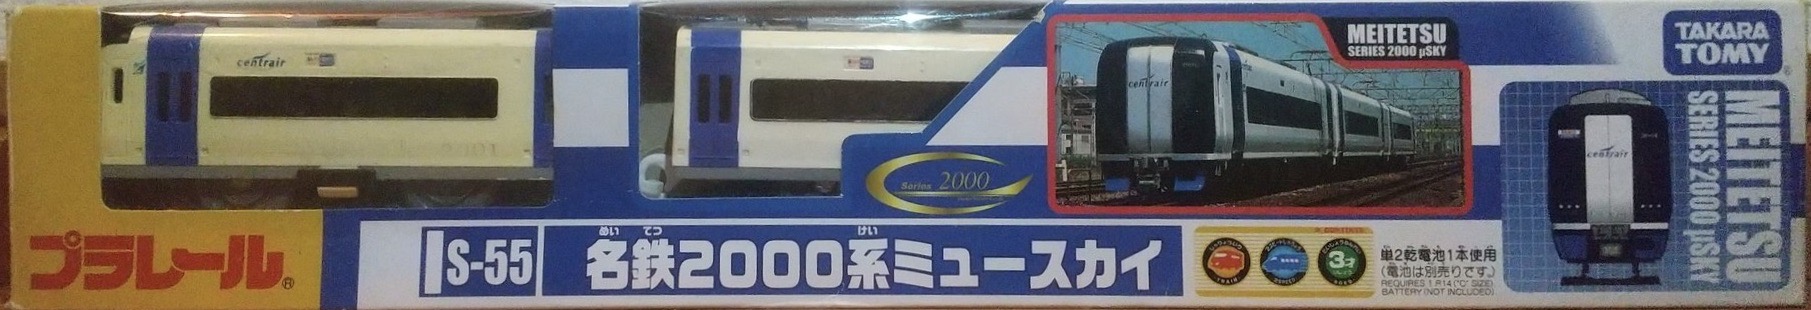 centrair
Series 2000
centrair
MEITETSU
SERIES 2000 μSKY
TAKARA
TOMY
centrair
MEITETSU
SERIES 2000 μSKY
プラレール®
S-55
めい てつ けい
名鉄2000系ミュースカイ
TRAIN
3才
単2乾電池1本使用
(電池は別売りです。)
REQUIRES 1 R14 ("C" SIZE)
BATTERY (NOT INCLUDED)